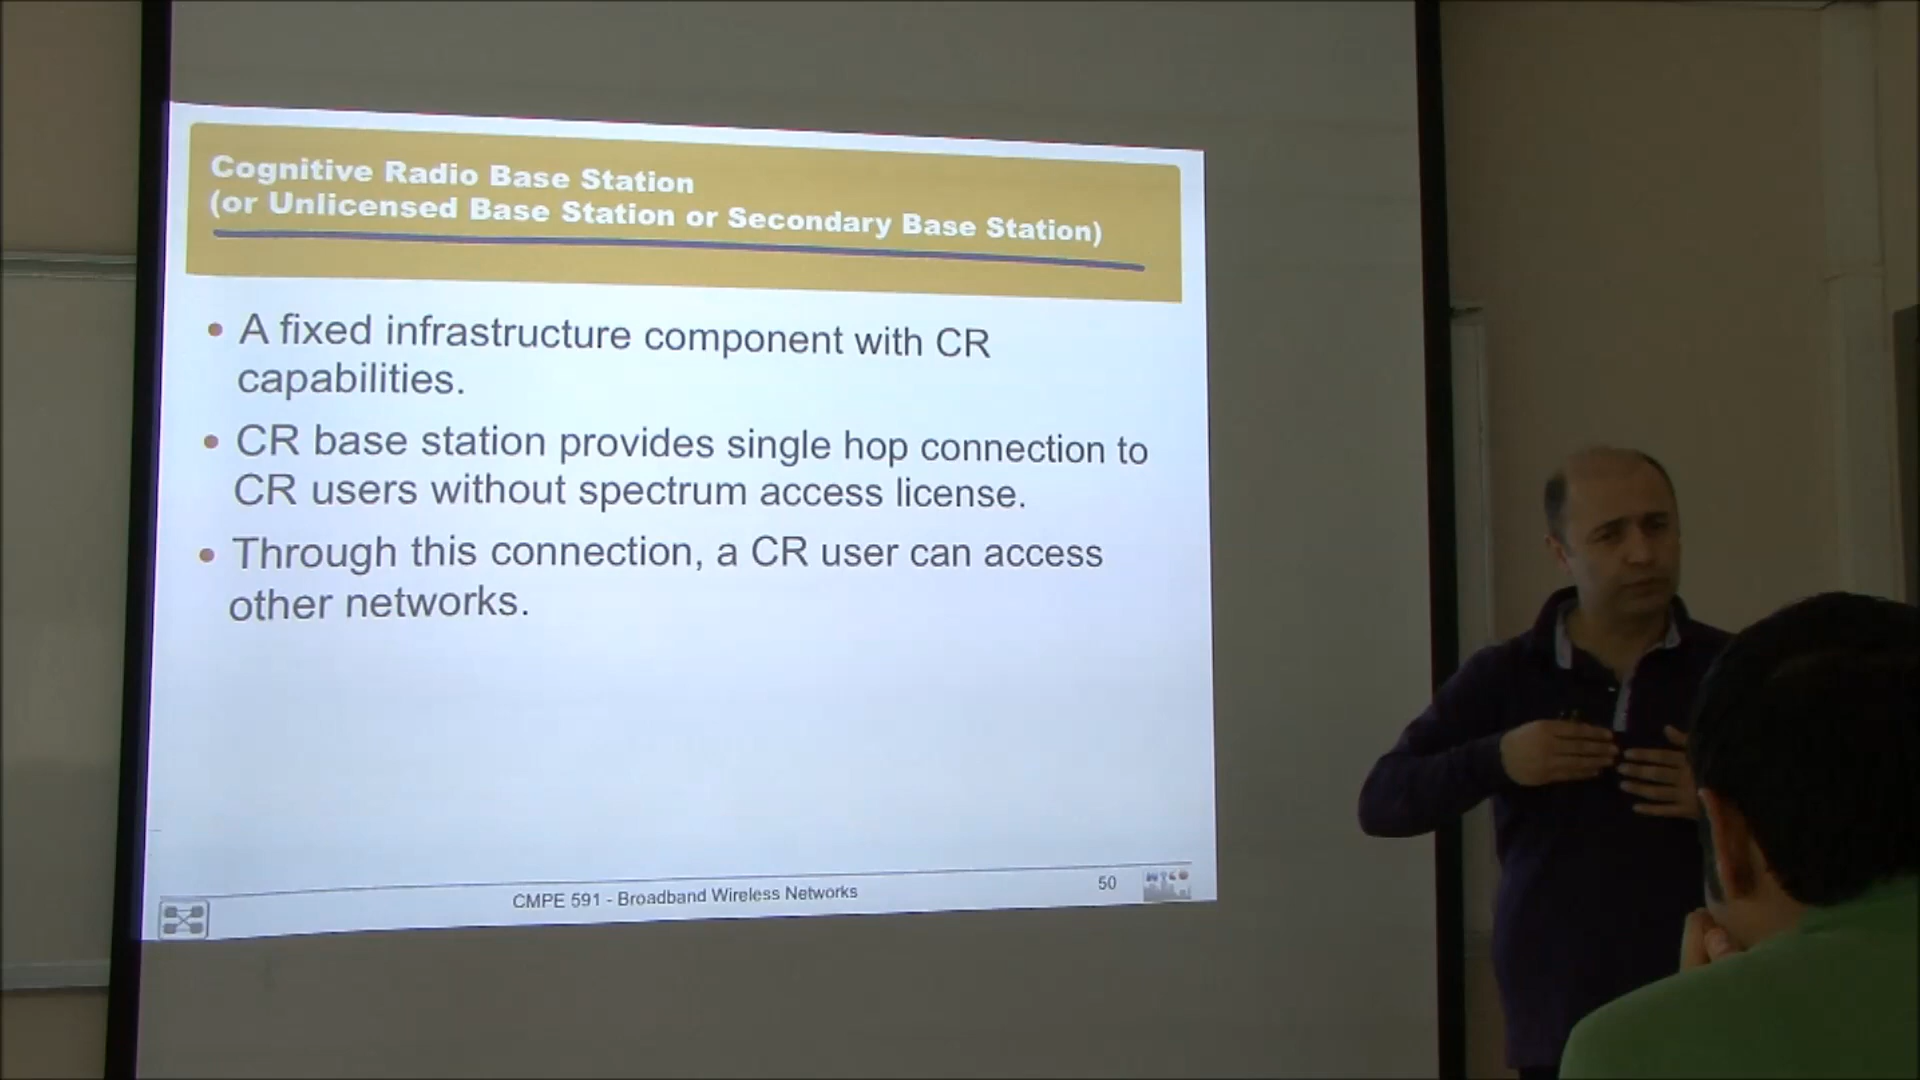 Cognitive Radio Base Station
(or Unlicensed Base Station or Secondary Base Station)
• A fixed infrastructure component with CR
capabilities.
• CR base station provides single hop connection to
CR users without spectrum access license.
• Through this connection, a CR user can access
other networks.
CMPE 591 - Broadband Wireless Networks
50